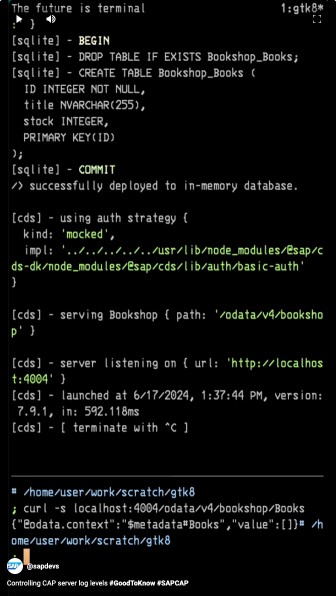 The future is terminal 1:gtk8*
: }
[sqlite] - BEGIN
[sqlite] - DROP TABLE IF EXISTS Bookshop_Books;
[sqlite] - CREATE TABLE Bookshop_Books (
ID INTEGER NOT NULL,
title NVARCHAR(255),
stock INTEGER,
PRIMARY KEY(ID)
);
[sqlite] - COMMIT
/> successfully deployed to in-memory database.
[cds] - using auth strategy {
kind: 'mocked',
impl: '../../../../../usr/lib/node_modules/@sap/c
ds-dk/node_modules/@sap/cds/lib/auth/basic-auth'
}
[cds] - serving Bookshop { path: '/odata/v4/booksho
p' }
[cds] - server listening on { url: 'http://localhos
t:4004' }
[cds] - launched at 6/17/2024, 1:37:44 PM, version:
7.9.1, in: 592.118ms
[cds] - [ terminate with ^C ]
# /home/user/work/scratch/gtk8
; curl -s localhost:4004/odata/v4/bookshop/Books
{"@odata.context":"$metadata#Books","value":[]}# /h
ome/user/work/scratch/gtk8
;
SAP @sapdevs
Controlling CAP server log levels #GoodToKnow #SAPCAP